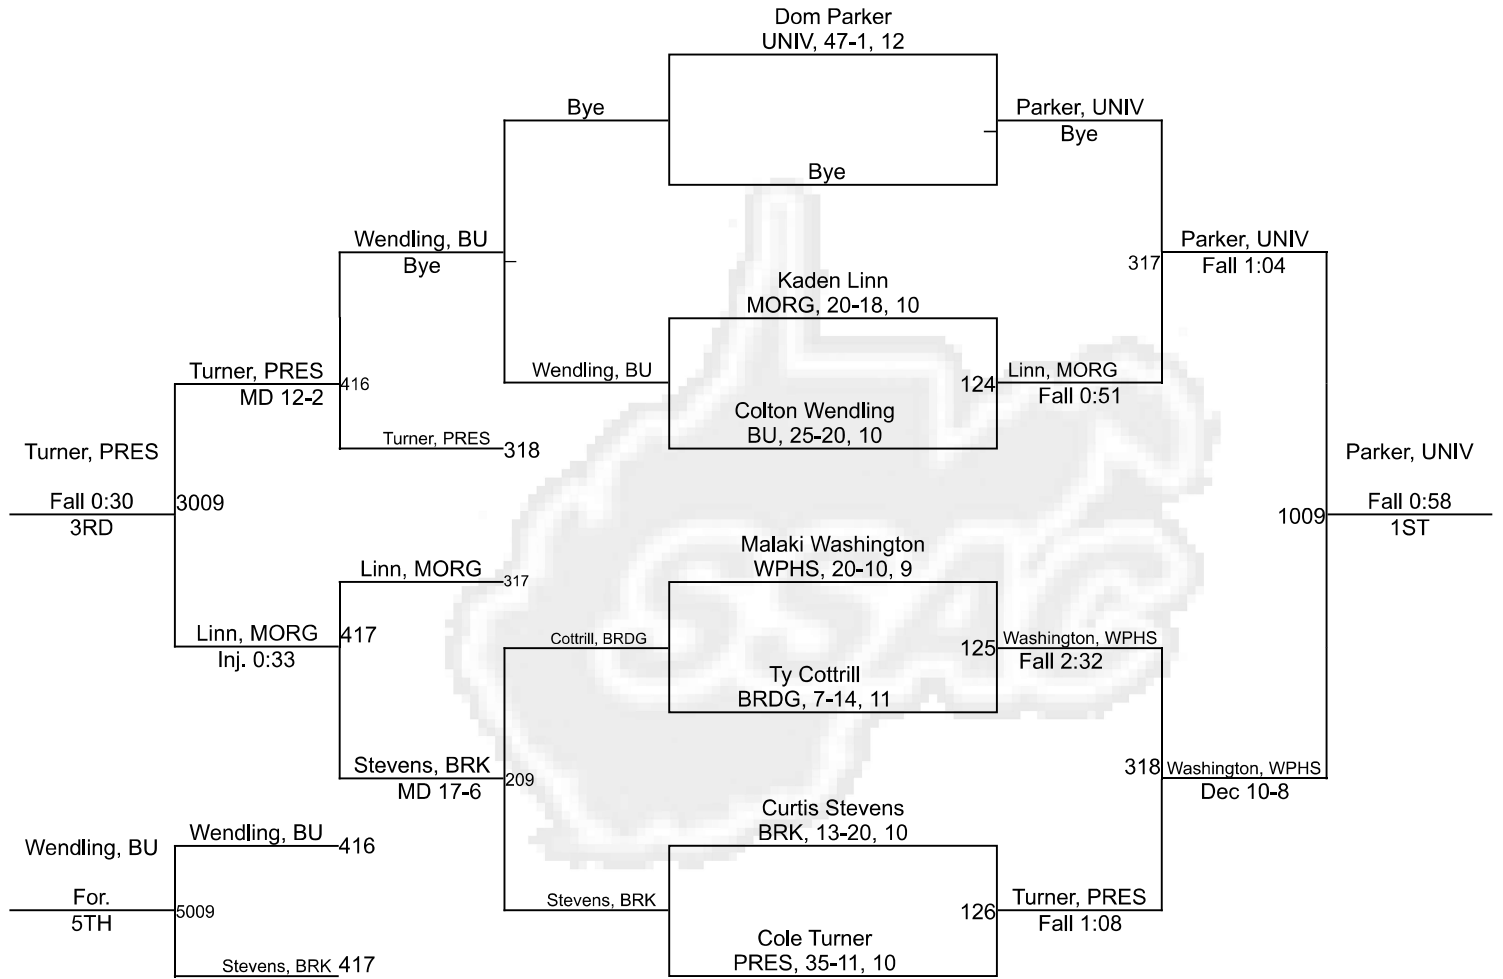 Dom Parker
UNIV, 47-1, 12
Bye
Parker, UNIV
Bye
Bye
Wendling, BU
Bye
Parker, UNIV
317
Fall 1:04
Kaden Linn
MORG, 20-18, 10
Wendling, BU
124
Linn, MORG
Fall 0:51
Turner, PRES
416
MD 12-2
Colton Wendling
BU, 25-20, 10
Turner, PRES
318
Turner, PRES
Parker, UNIV
Fall 0:30
3009
3RD
1009
Fall 0:58
1ST
Malaki Washington
WPHS, 20-10, 9
Linn, MORG
317
Linn, MORG
417
Inj. 0:33
Cottrill, BRDG
125
Washington, WPHS
Fall 2:32
Ty Cottrill
BRDG, 7-14, 11
Stevens, BRK
209
MD 17-6
318
Washington, WPHS
Dec 10-8
Curtis Stevens
BRK, 13-20, 10
Wendling, BU
Wendling, BU
416
For.
5009
5TH
Stevens, BRK
126
Turner, PRES
Fall 1:08
Cole Turner
PRES, 35-11, 10
Stevens, BRK
417
SSAC